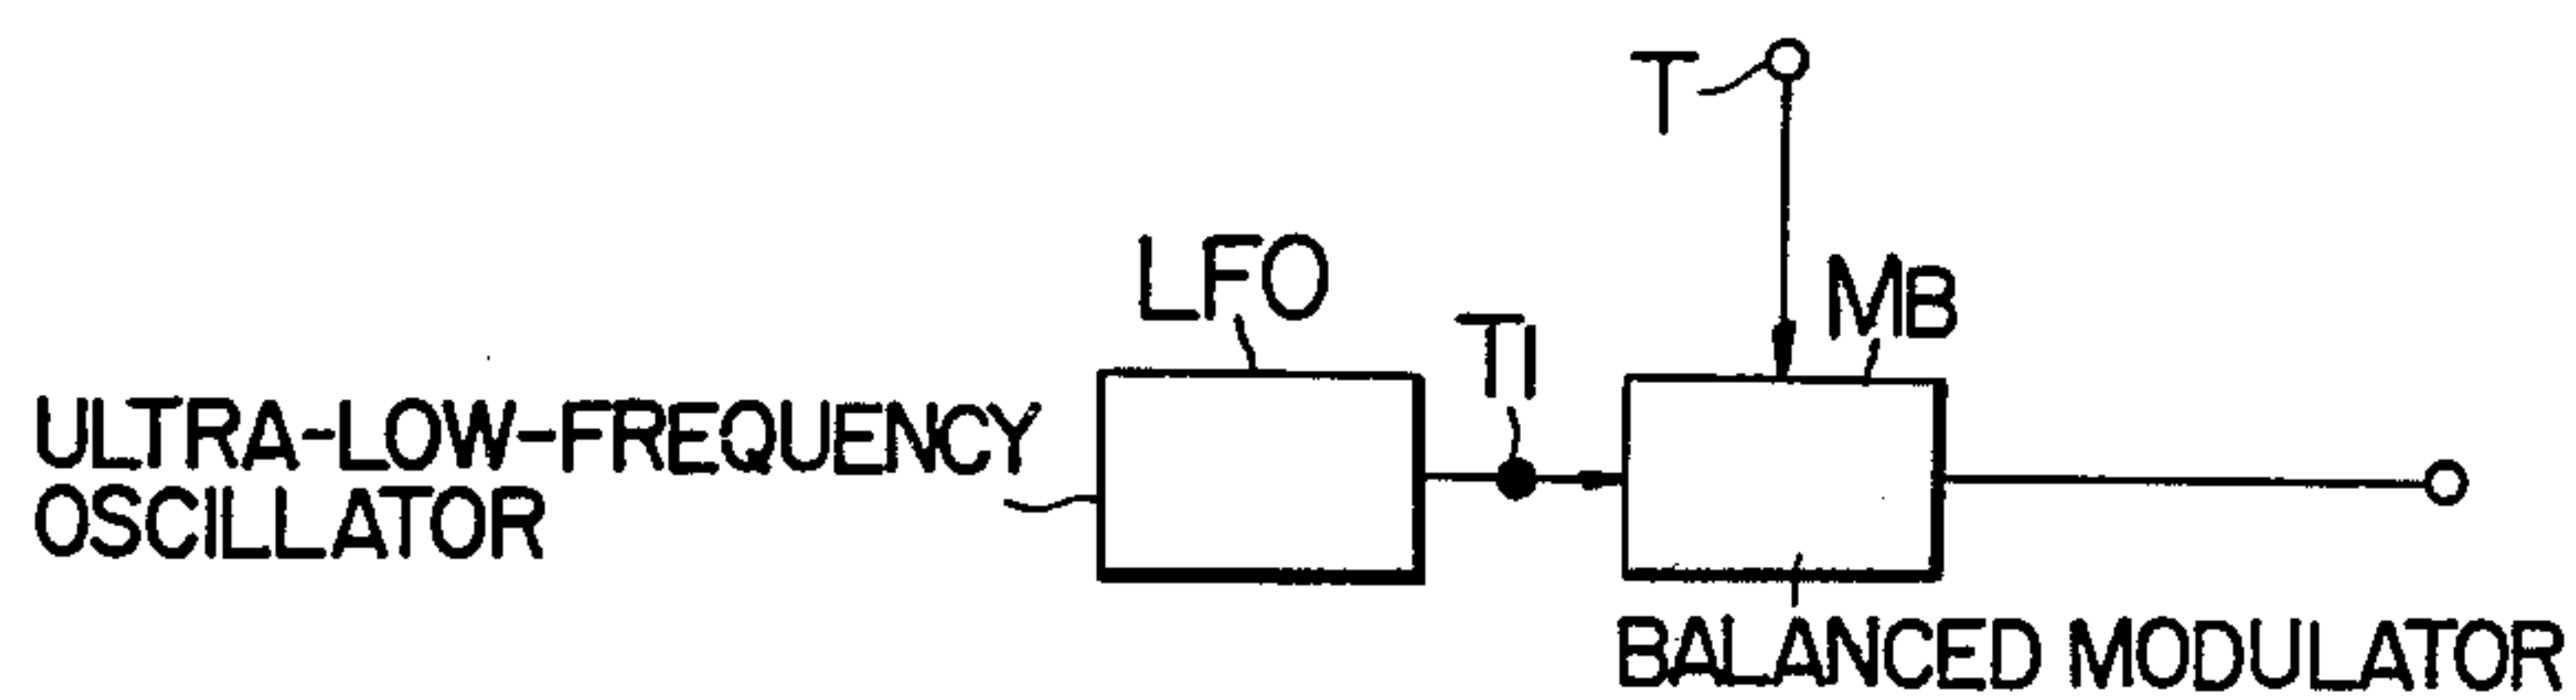 T
LFO
MB
T1
ULTRA-LOW-FREQUENCY
OSCILLATOR
BALANCED MODULATOR